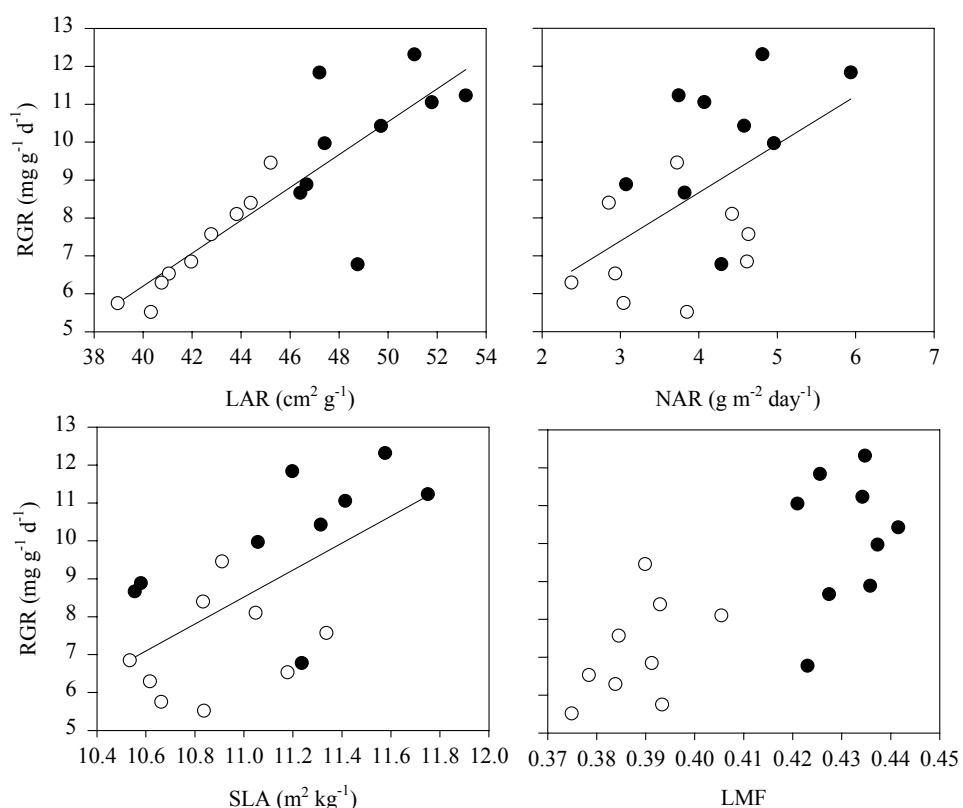 13
12
11
10
9
8
7
6
5
RGR (mg g-1 d-1)
38 40 42 44 46 48 50 52 54
LAR (cm2 g-1)
2 3 4 5 6 7
NAR (g m-2 day-1)
13
12
11
10
9
8
7
6
5
RGR (mg g-1 d-1)
10.4 10.6 10.8 11.0 11.2 11.4 11.6 11.8 12.0
SLA (m2 kg-1)
0.37 0.38 0.39 0.40 0.41 0.42 0.43 0.44 0.45
LMF